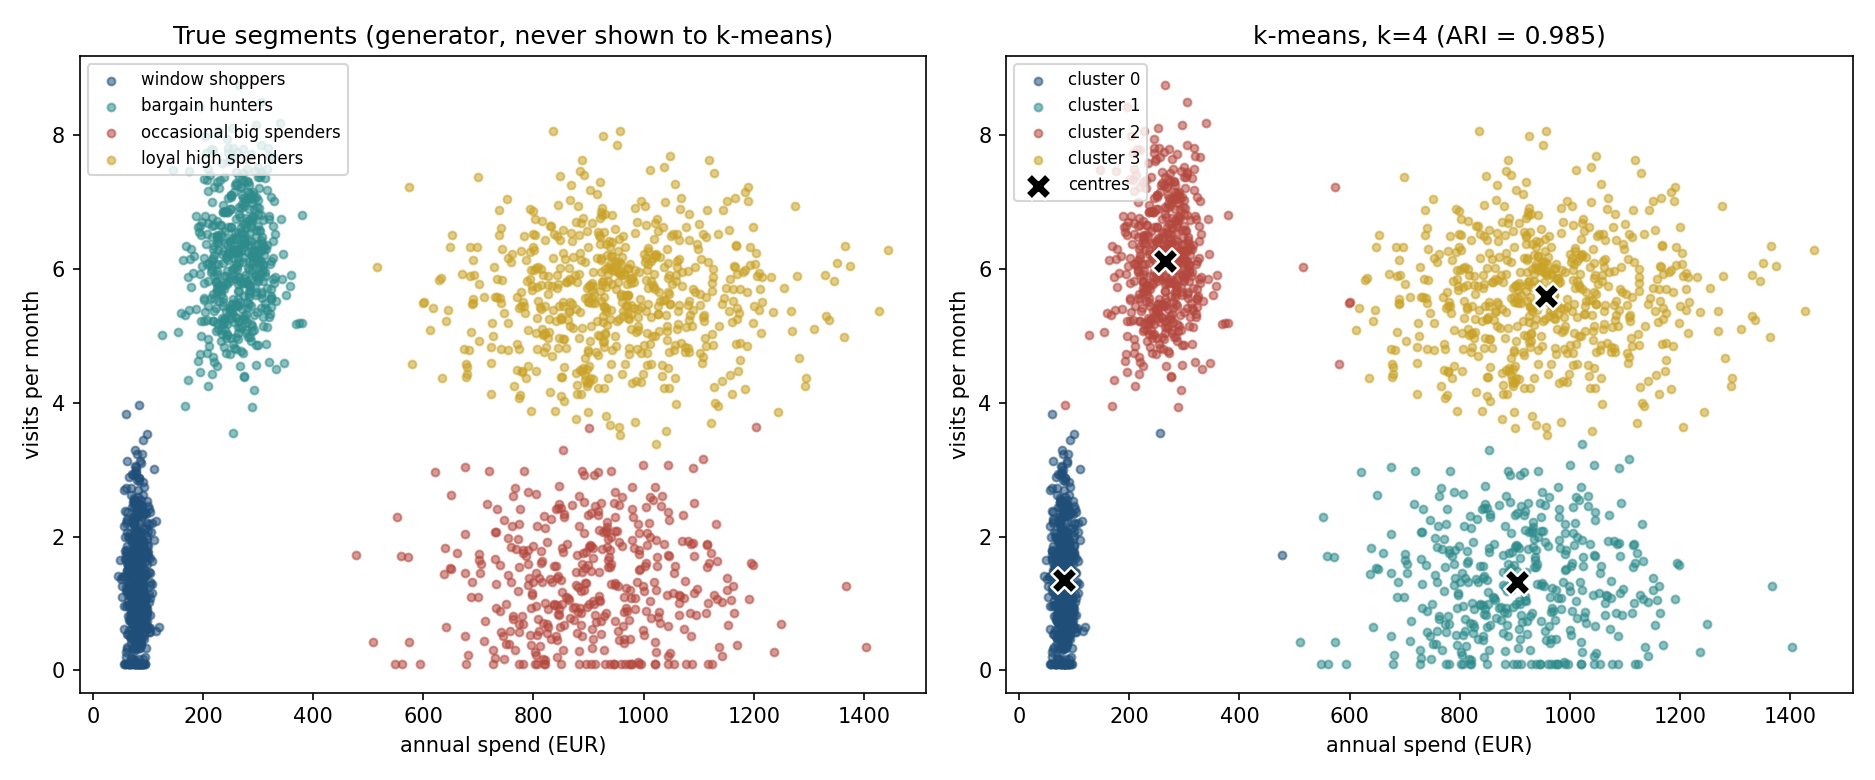 True segments (generator, never shown to k-means)
window shoppers
bargain hunters
occasional big spenders
loyal high spenders
8
6
4
2
0
visits per month
0 200 400 600 800 1000 1200 1400
annual spend (EUR)
k-means, k=4 (ARI = 0.985)
cluster 0
cluster 1
cluster 2
cluster 3
centres
8
6
4
2
0
visits per month
0 200 400 600 800 1000 1200 1400
annual spend (EUR)